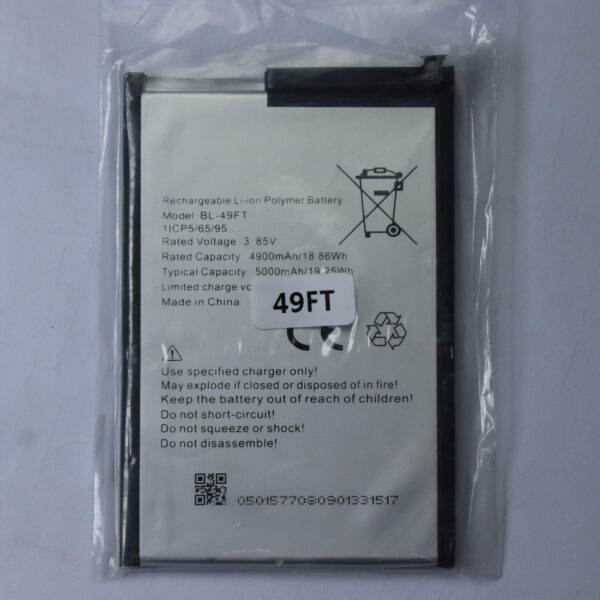 Rechargeable Li-ion Polymer Battery
Model BL-49FT
1ICP5/65/95
Rated Voltage 3.85V
Rated Capacity 4900mAh/18.86Wh
Typical Capacity 5000mAh/19.25Wh
Limited charge
Made in China
49FT
CE
Use specified charger only!
May explode if closed or disposed of in fire!
Keep the battery out of reach of children!
Do not short-circuit!
Do not squeeze or shock!
Do not disassemble!
0501577080901331517